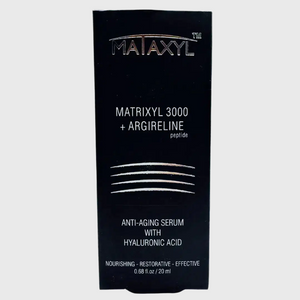 MATAXYL™
MATRIXYL 3000
+ ARGIRELINE
peptide
ANTI-AGING SERUM
WITH
HYALURONIC ACID
NOURISHING - RESTORATIVE - EFFECTIVE
0.68 fl oz / 20 ml